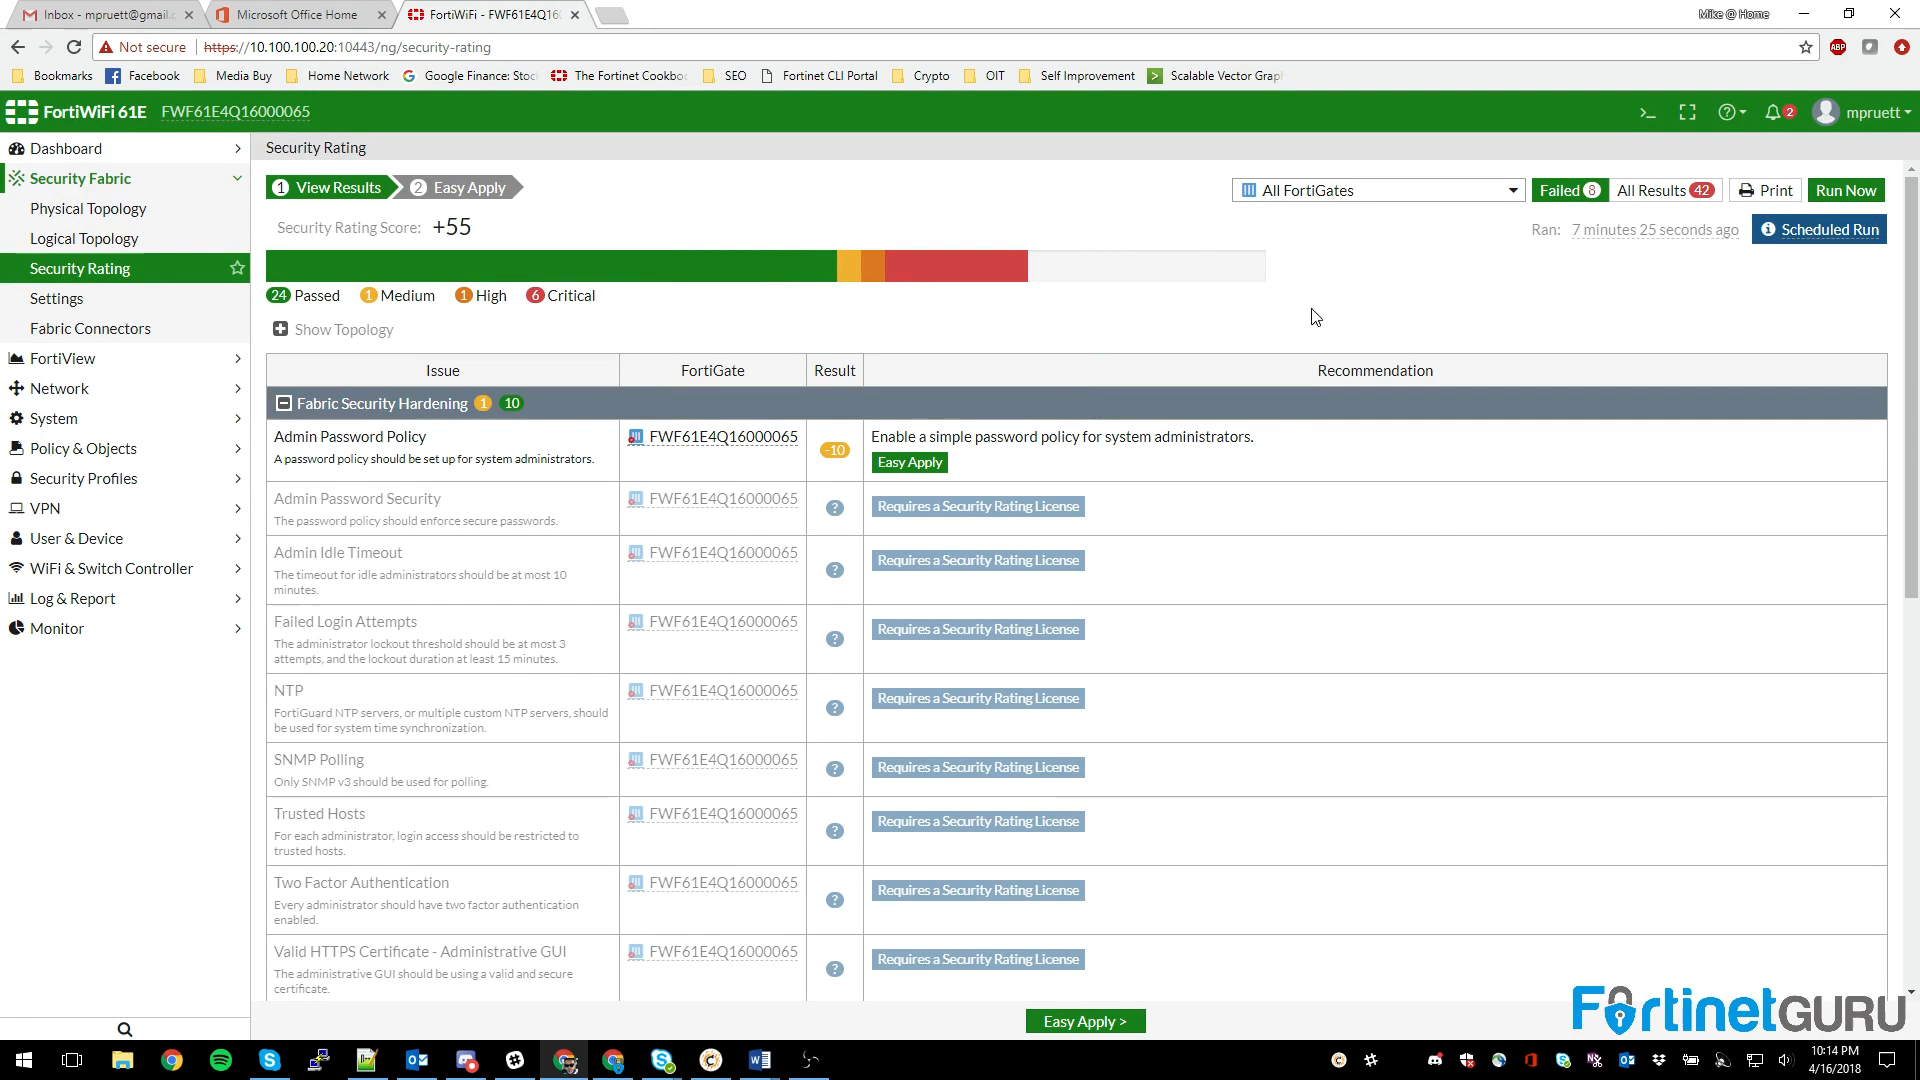 Inbox - mpruett@gmail.c
Microsoft Office Home
FortiWiFi - FWF61E4Q16
Mike @ Home
Not secure
https://10.100.100.20:10443/ng/security-rating
ABP
Bookmarks
Facebook
Media Buy
Home Network
Google Finance: Stoc
The Fortinet Cookbo
SEO
Fortinet CLI Portal
Crypto
OIT
Self Improvement
Scalable Vector Grap
FortiWiFi 61E
FWF61E4Q16000065
2
mpruett
Dashboard
Security Fabric
Physical Topology
Logical Topology
Security Rating
Settings
Fabric Connectors
FortiView
Network
System
Policy & Objects
Security Profiles
VPN
User & Device
WiFi & Switch Controller
Log & Report
Monitor
Security Rating
1 View Results
2 Easy Apply
All FortiGates
Failed 8
All Results 42
Print
Run Now
Security Rating Score: +55
Ran: 7 minutes 25 seconds ago
Scheduled Run
24 Passed
1 Medium
1 High
6 Critical
Show Topology
Issue FortiGate Result Recommendation
Fabric Security Hardening 1 10
Admin Password Policy
A password policy should be set up for system administrators.
FWF61E4Q16000065
-10
Enable a simple password policy for system administrators.
Easy Apply
Admin Password Security
The password policy should enforce secure passwords.
FWF61E4Q16000065
?
Requires a Security Rating License
Admin Idle Timeout
The timeout for idle administrators should be at most 10
minutes.
FWF61E4Q16000065
?
Requires a Security Rating License
Failed Login Attempts
The administrator lockout threshold should be at most 3
attempts, and the lockout duration at least 15 minutes.
FWF61E4Q16000065
?
Requires a Security Rating License
NTP
FortiGuard NTP servers, or multiple custom NTP servers, should
be used for system time synchronization.
FWF61E4Q16000065
?
Requires a Security Rating License
SNMP Polling
Only SNMP v3 should be used for polling.
FWF61E4Q16000065
?
Requires a Security Rating License
Trusted Hosts
For each administrator, login access should be restricted to
trusted hosts.
FWF61E4Q16000065
?
Requires a Security Rating License
Two Factor Authentication
Every administrator should have two factor authentication
enabled.
FWF61E4Q16000065
?
Requires a Security Rating License
Valid HTTPS Certificate - Administrative GUI
The administrative GUI should be using a valid and secure
certificate.
FWF61E4Q16000065
?
Requires a Security Rating License
Easy Apply >
FortinetGURU
10:14 PM
4/16/2018